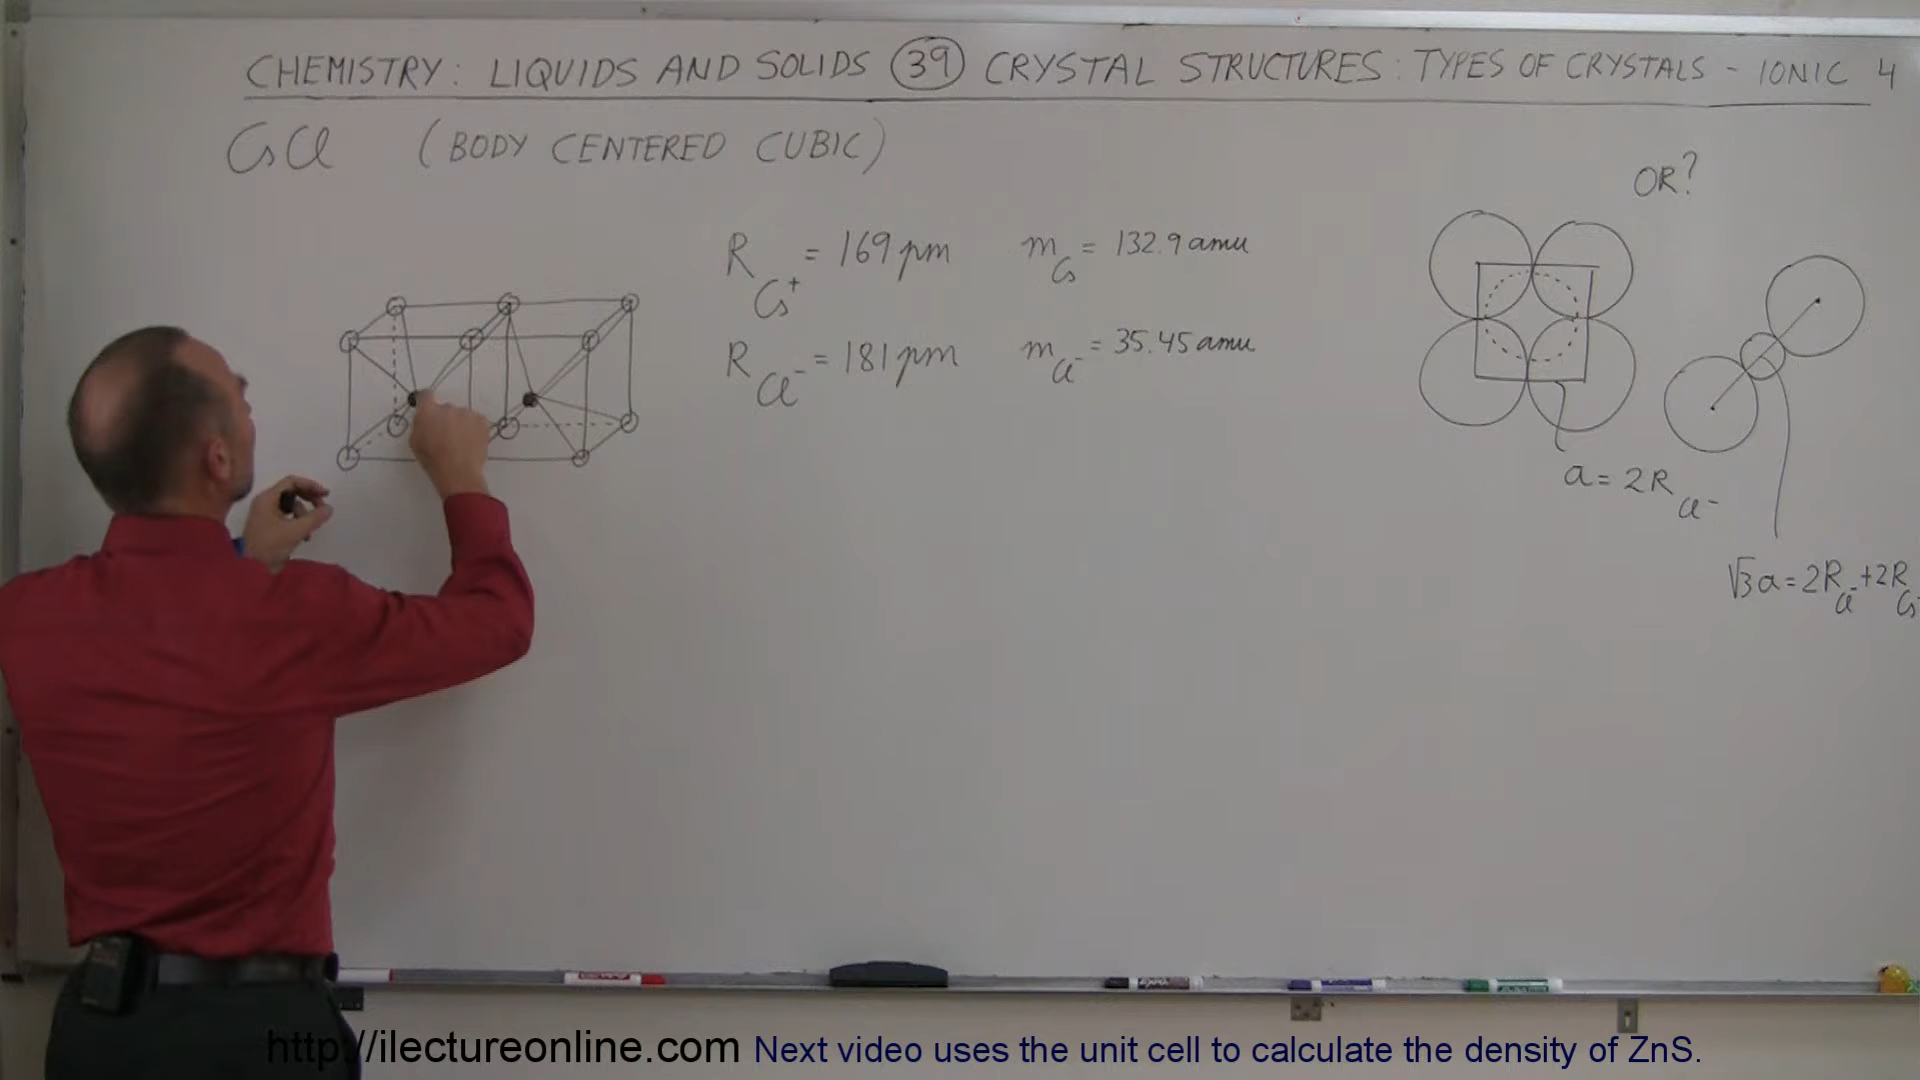 CHEMISTRY: LIQUIDS AND SOLIDS 39 CRYSTAL STRUCTURES: TYPES OF CRYSTALS - IONIC 4
CsCl (BODY CENTERED CUBIC)
OR?
R Cs+ = 169 pm m Cs = 132.9 amu
R Cl- = 181 pm m Cl- = 35.45 amu
a = 2R Cl-
√3 a = 2R Cl- + 2R Cs
http://ilectureonline.com Next video uses the unit cell to calculate the density of ZnS.